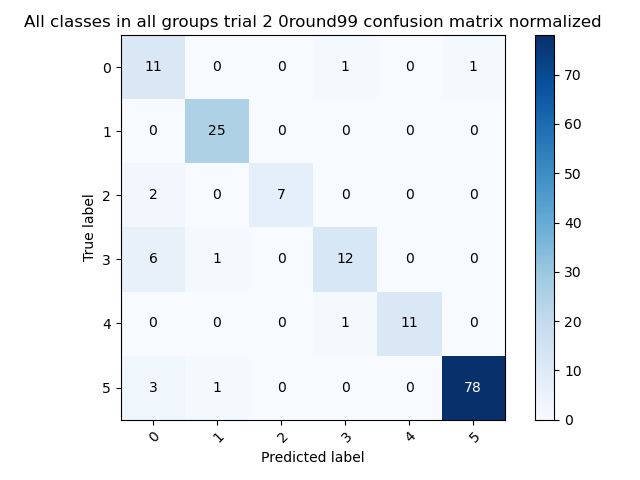 All classes in all groups trial 2 0round99 confusion matrix normalized
0 11 0 0 1 0 1
1 0 25 0 0 0 0
2 2 0 7 0 0 0
3 6 1 0 12 0 0
4 0 0 0 1 11 0
5 3 1 0 0 0 78
0 1 2 3 4 5
True label
Predicted label
70
60
50
40
30
20
10
0